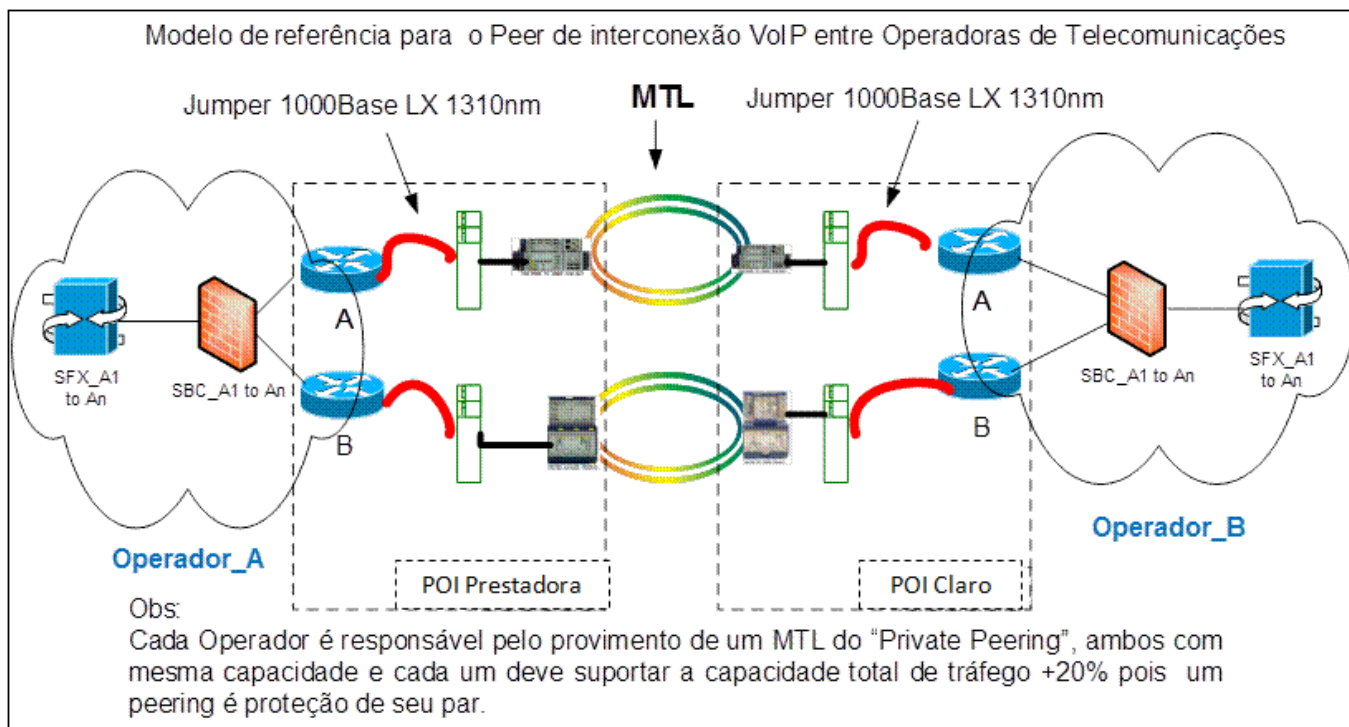 Modelo de referência para o Peer de interconexão VoIP entre Operadoras de Telecomunicações
Jumper 1000Base LX 1310nm
MTL
Jumper 1000Base LX 1310nm
A
A
SFX_A1
to An
SBC_A1 to An
SBC_A1 to An
SFX_A1
to An
B
B
Operador_A
Operador_B
POI Prestadora
POI Claro
Obs:
Cada Operador é responsável pelo provimento de um MTL do “Private Peering”, ambos com
mesma capacidade e cada um deve suportar a capacidade total de tráfego +20% pois um
peering é proteção de seu par.